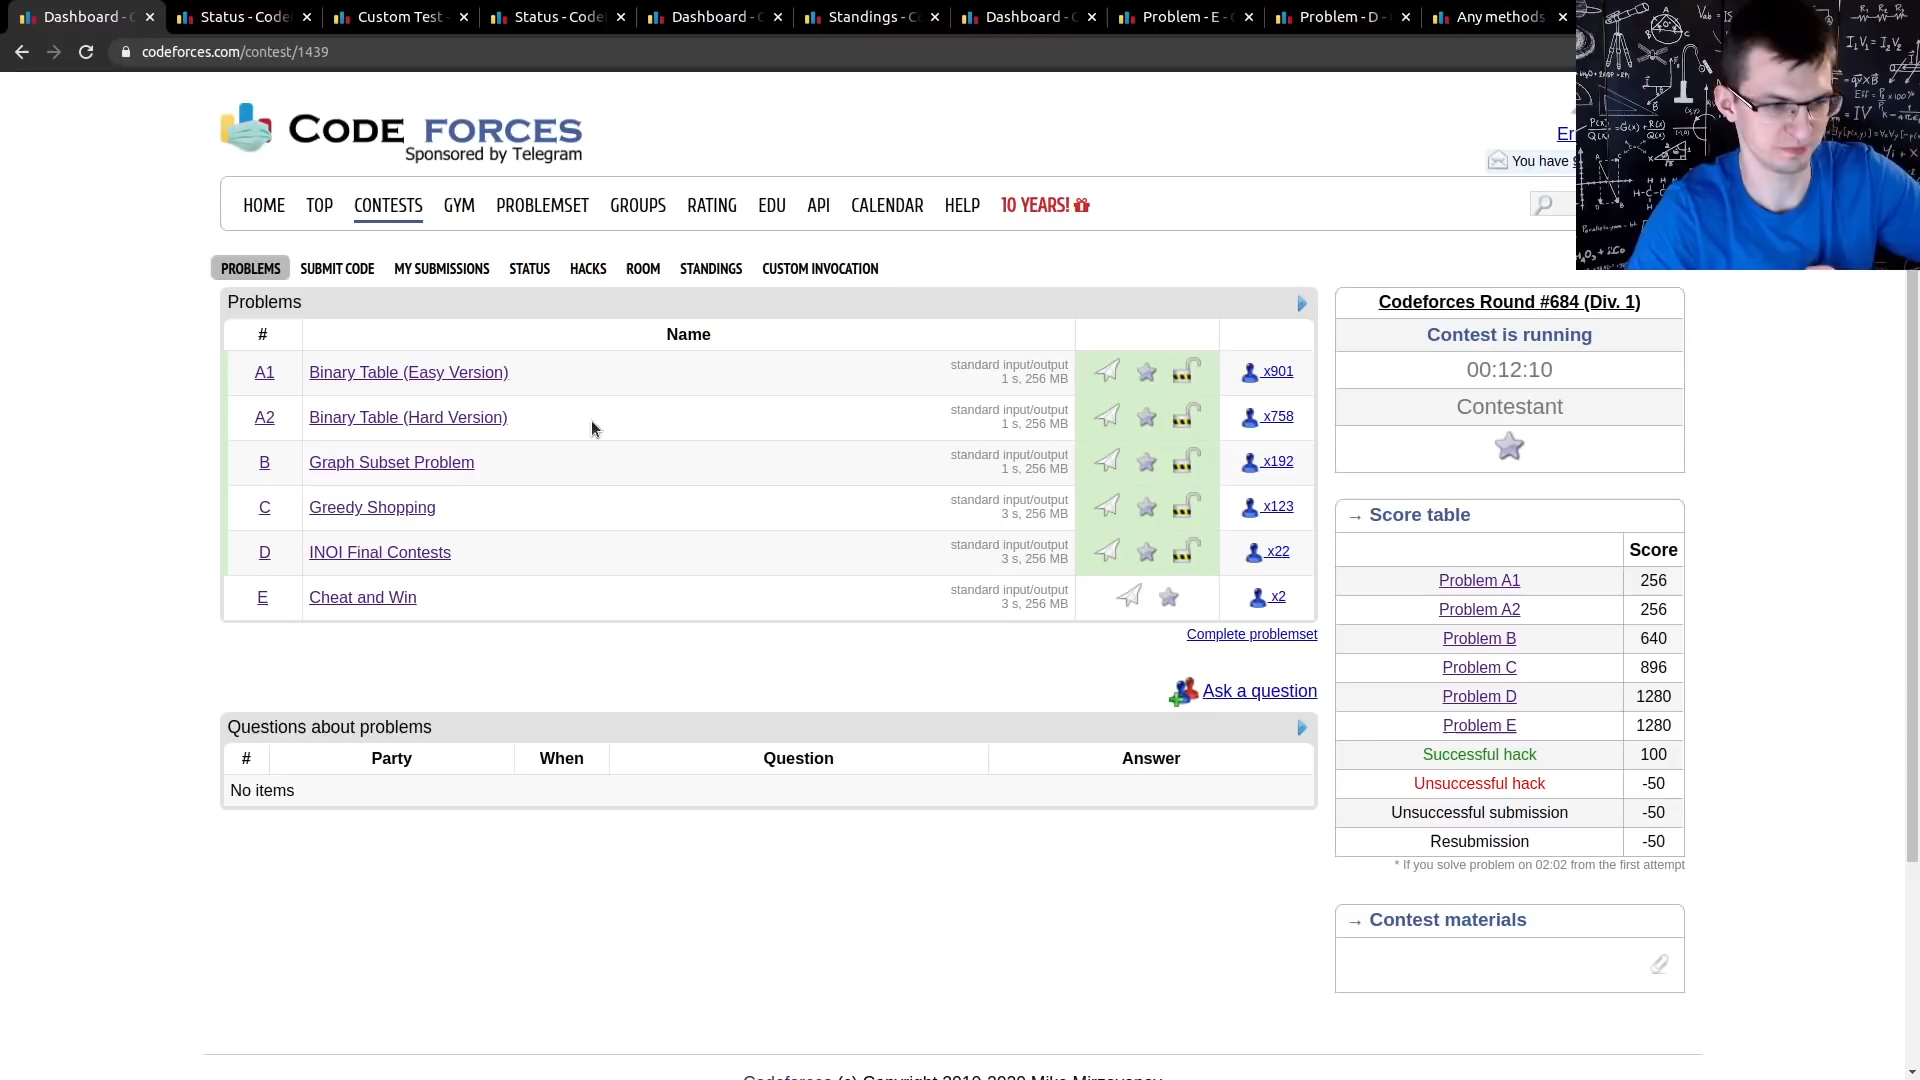 Dashboard - C
Status - Code
Custom Test -
Status - Code
Dashboard - C
Standings - Co
Dashboard - C
Problem - E - C
Problem - D - C
Any methods
codeforces.com/contest/1439
CODE FORCES
Sponsored by Telegram
En
You have 9
HOME TOP CONTESTS GYM PROBLEMSET GROUPS RATING EDU API CALENDAR HELP 10 YEARS!
PROBLEMS SUBMIT CODE MY SUBMISSIONS STATUS HACKS ROOM STANDINGS CUSTOM INVOCATION
Problems
# Name
A1 Binary Table (Easy Version) standard input/output x901
1 s, 256 MB
A2 Binary Table (Hard Version) standard input/output x758
1 s, 256 MB
B Graph Subset Problem standard input/output x192
1 s, 256 MB
C Greedy Shopping standard input/output x123
3 s, 256 MB
D INOI Final Contests standard input/output x22
3 s, 256 MB
E Cheat and Win standard input/output x2
3 s, 256 MB
Complete problemset
Ask a question
Questions about problems
# Party When Question Answer
No items
Codeforces Round #684 (Div. 1)
Contest is running
00:12:10
Contestant
→ Score table
Score
Problem A1 256
Problem A2 256
Problem B 640
Problem C 896
Problem D 1280
Problem E 1280
Successful hack 100
Unsuccessful hack -50
Unsuccessful submission -50
Resubmission -50
* If you solve problem on 02:02 from the first attempt
→ Contest materials
Codeforces (c) Copyright 2010-2020 Mike Mirzayanov